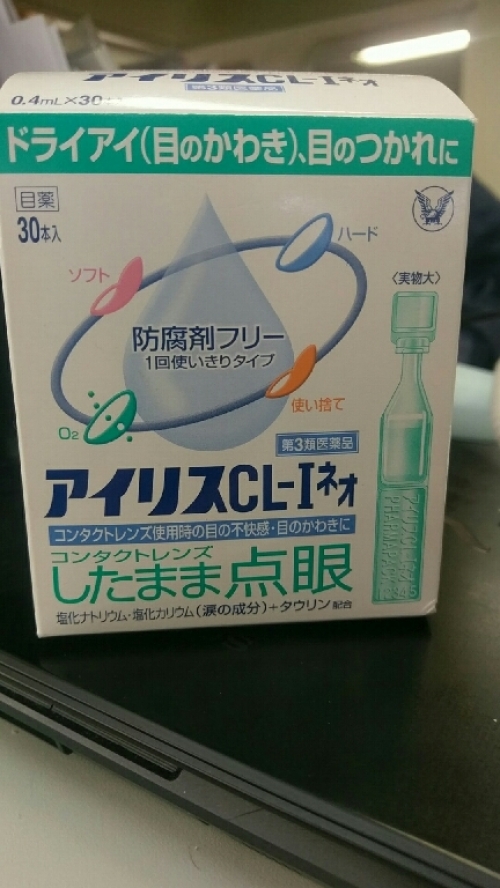 アイリスCL-Iネオ
第3類医薬品
0.4mL×30
ドライアイ(目のかわき)、目のつかれに
目薬
30本入
ハード
ソフト
〈実物大〉
防腐剤フリー
1回使いきりタイプ
使い捨て
O₂
第3類医薬品
アイリスCL-Iネオ
コンタクトレンズ使用時の目の不快感・目のかわきに
コンタクトレンズ
したまま点眼
塩化ナトリウム・塩化カリウム(涙の成分)+タウリン配合